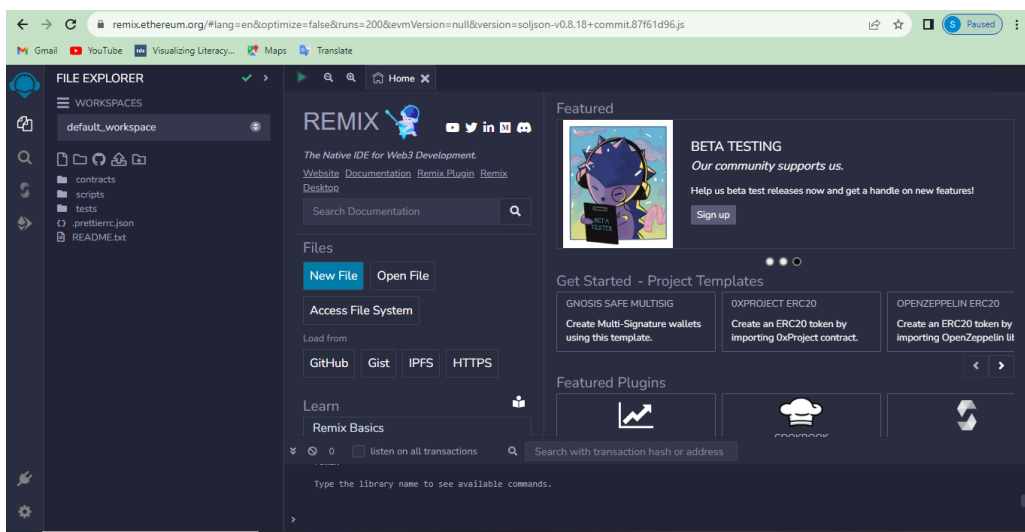 remix.ethereum.org/#lang=en&optimize=false&runs=200&evmVersion=null&version=soljson-v0.8.18+commit.87f61d96.js
S Paused
Gmail YouTube Visualizing Literacy... Maps Translate
FILE EXPLORER
WORKSPACES
default_workspace
contracts
scripts
tests
.prettierrc.json
README.txt
Home
REMIX
The Native IDE for Web3 Development.
Website Documentation Remix Plugin Remix
Desktop
Search Documentation
Files
New File Open File
Access File System
Load from
GitHub Gist IPFS HTTPS
Learn
Remix Basics
Featured
BETA
TESTER
BETA TESTING
Our community supports us.
Help us beta test releases now and get a handle on new features!
Sign up
Get Started - Project Templates
GNOSIS SAFE MULTISIG
Create Multi-Signature wallets
using this template.
0XPROJECT ERC20
Create an ERC20 token by
importing 0xProject contract.
OPENZEPPELIN ERC20
Create an ERC20 token by
importing OpenZeppelin lib
Featured Plugins
COOKBOOK
0 listen on all transactions Search with transaction hash or address
Type the library name to see available commands.
>